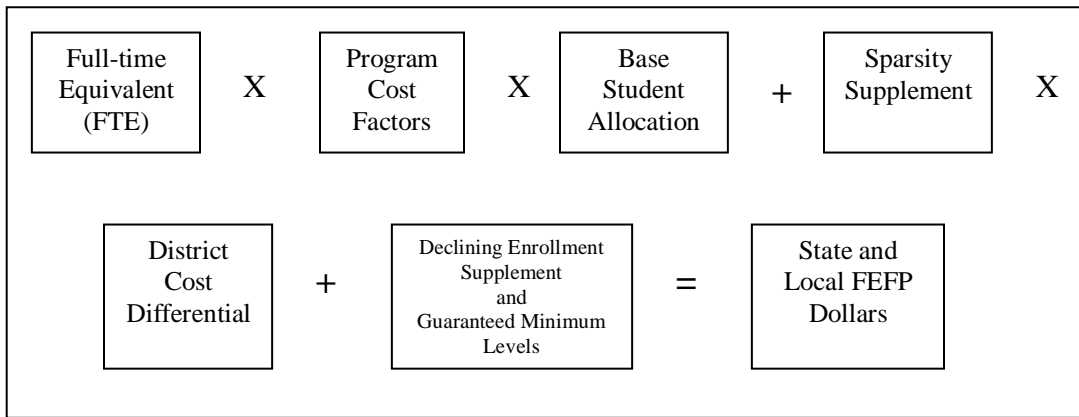 Full-time
Equivalent
(FTE)
X
Program
Cost
Factors
X
Base
Student
Allocation
+
Sparsity
Supplement
X
District
Cost
Differential
+
Declining Enrollment
Supplement
and
Guaranteed Minimum
Levels
=
State and
Local FEFP
Dollars